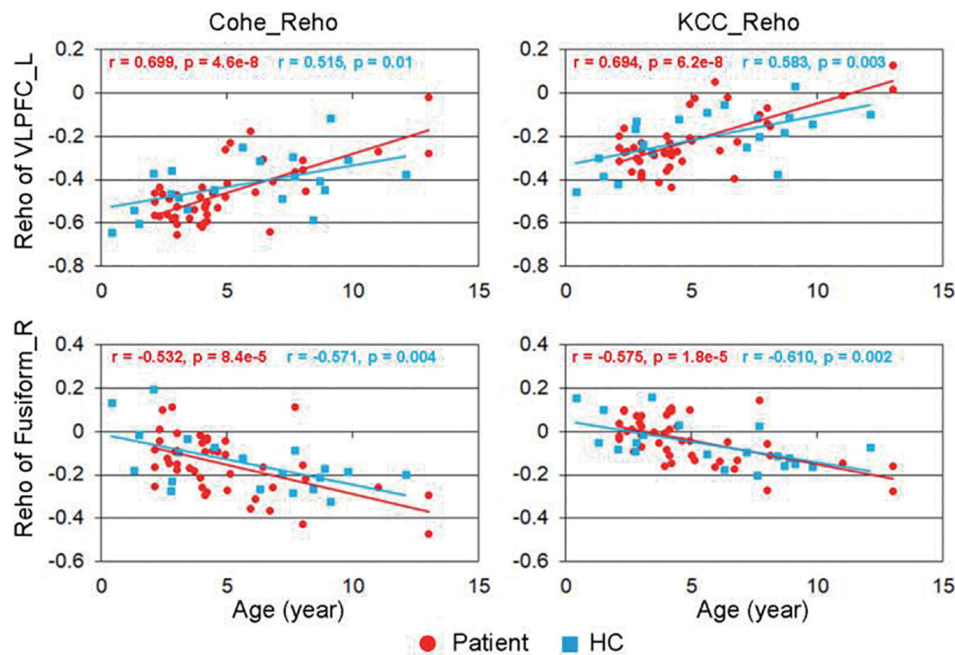 Cohe_Reho KCC_Reho
Reho of VLPFC_L
0.2
0
-0.2
-0.4
-0.6
-0.8
r = 0.699, p = 4.6e-8 r = 0.515, p = 0.01
0 5 10 15
0.2
0
-0.2
-0.4
-0.6
-0.8
r = 0.694, p = 6.2e-8 r = 0.583, p = 0.003
0 5 10 15
Reho of Fusiform_R
0.4
0.2
0
-0.2
-0.4
-0.6
r = -0.532, p = 8.4e-5 r = -0.571, p = 0.004
0 5 10 15
Age (year)
0.4
0.2
0
-0.2
-0.4
-0.6
r = -0.575, p = 1.8e-5 r = -0.610, p = 0.002
0 5 10 15
Age (year)
Patient HC